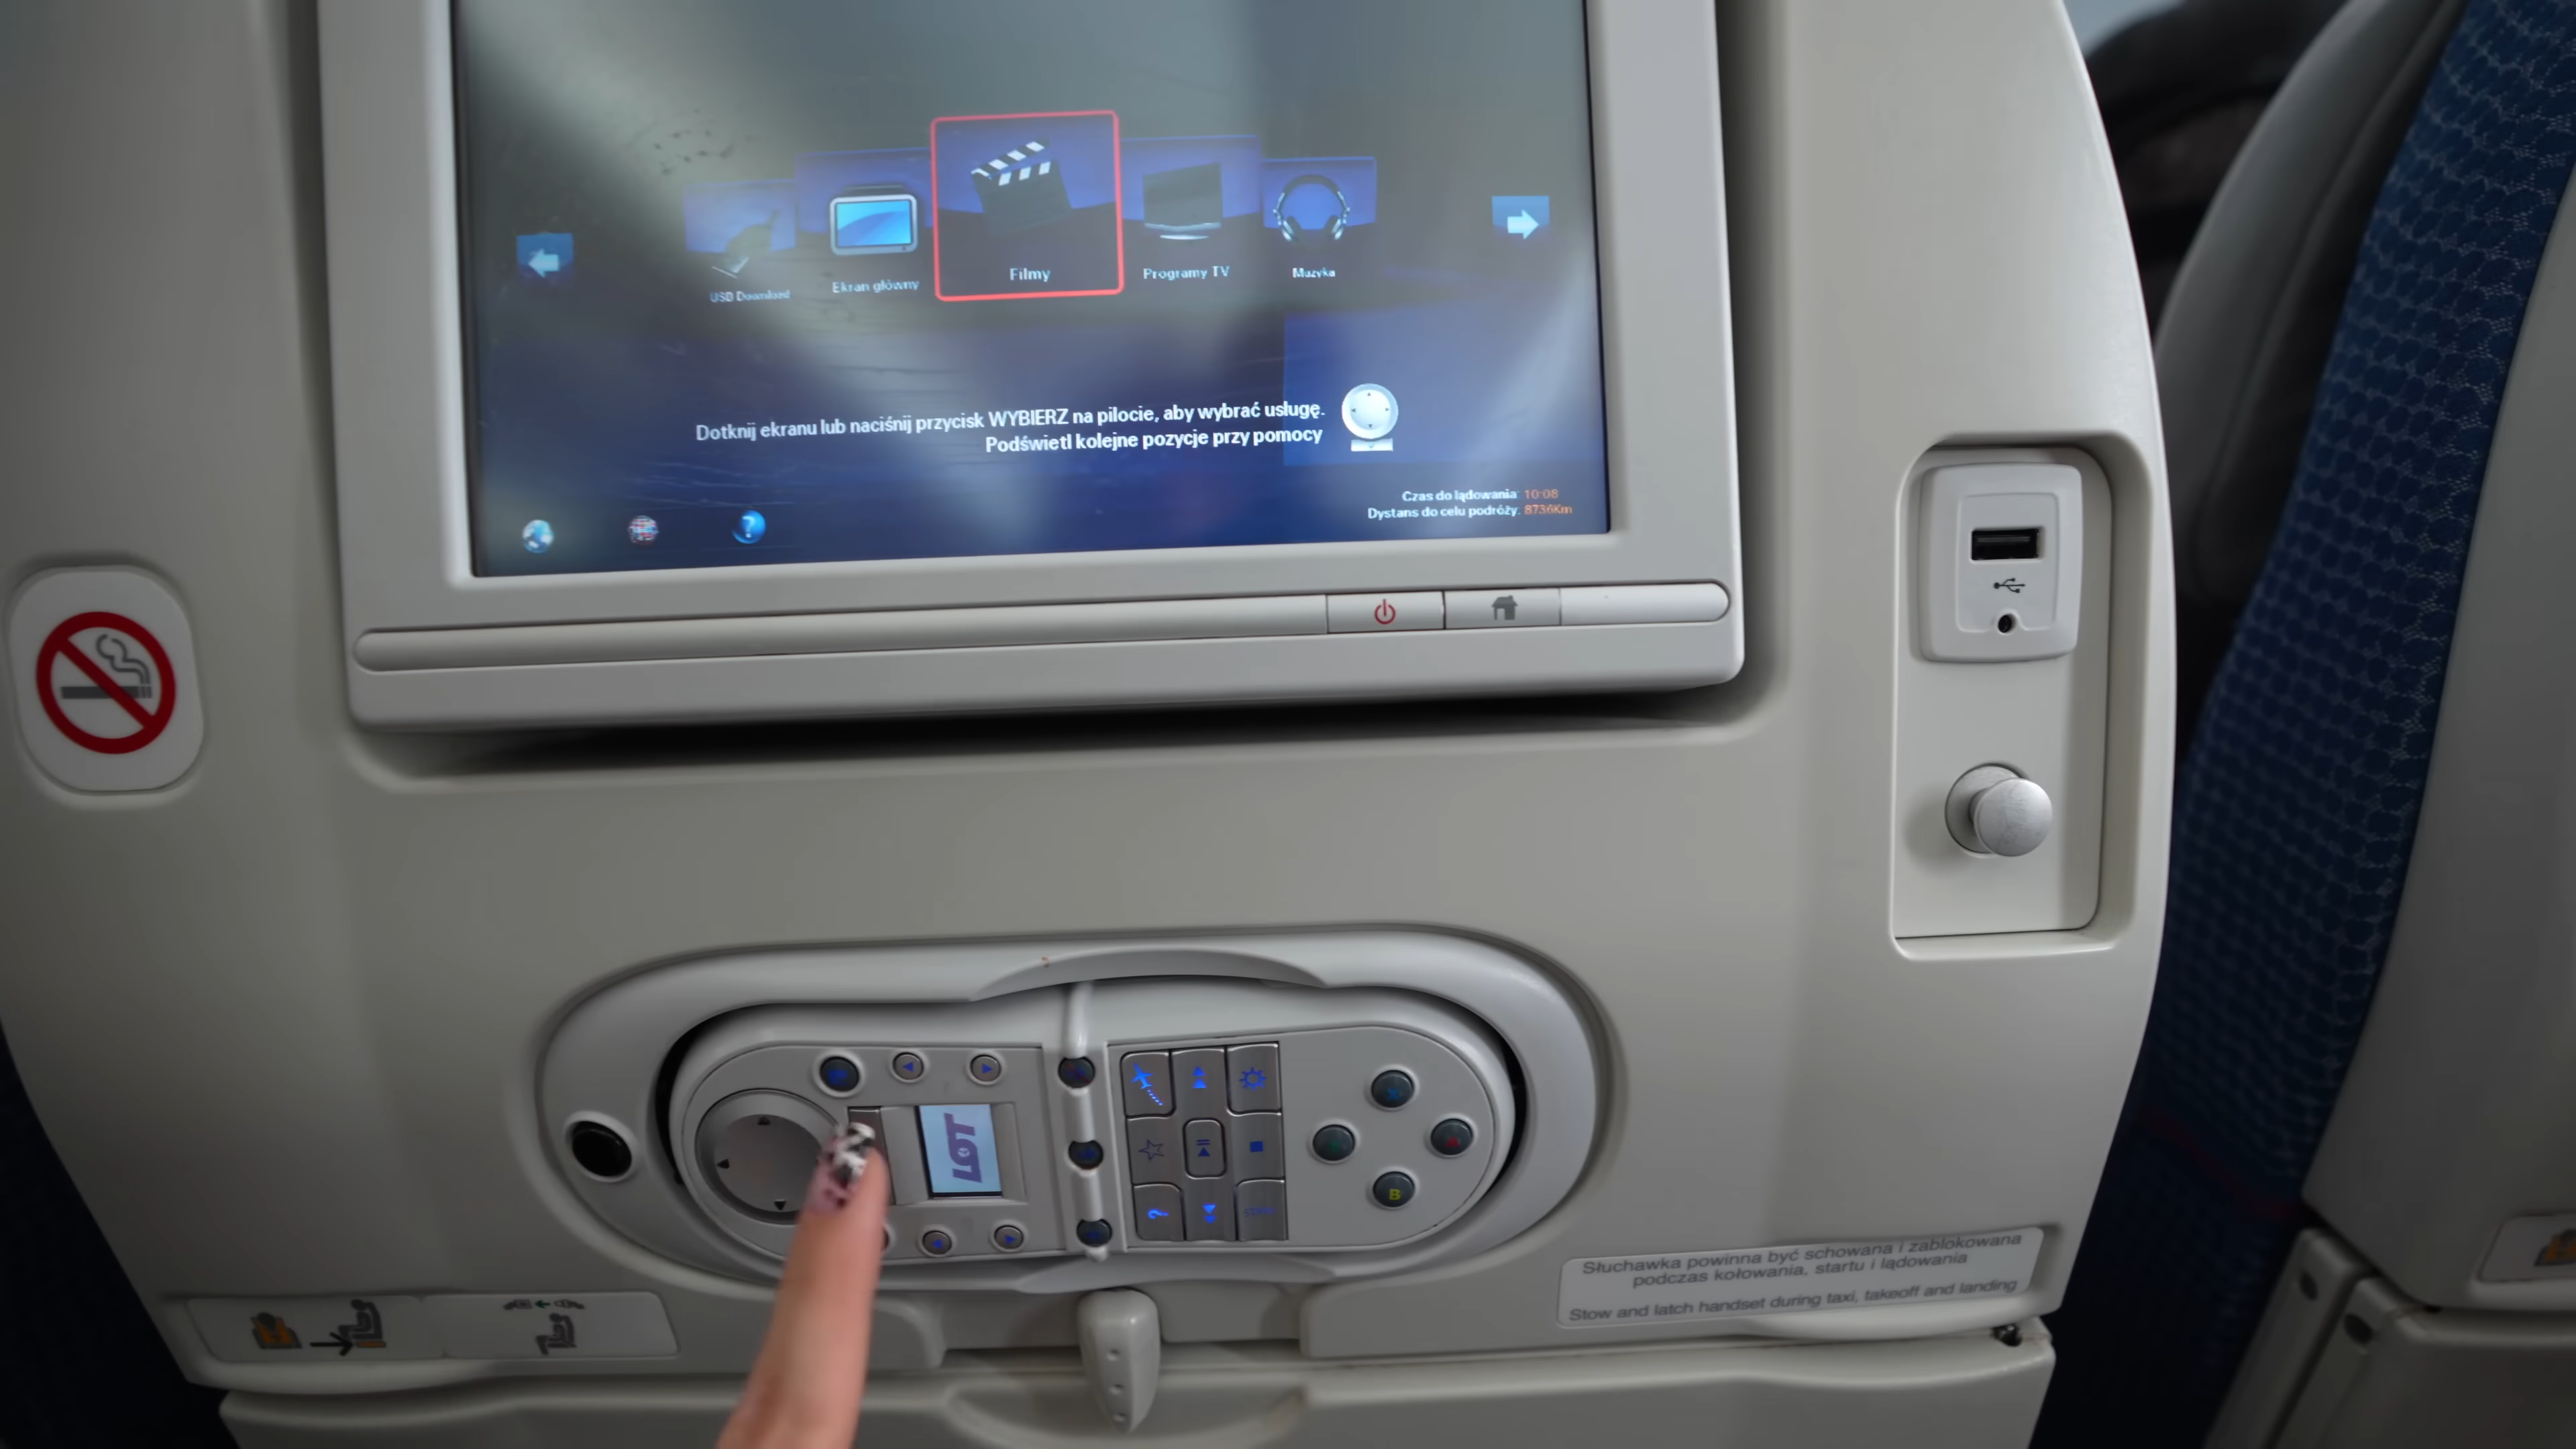 USB Download
Ekran główny
Filmy
Programy TV
Muzyka
Dotknij ekranu lub naciśnij przycisk WYBIERZ na pilocie, aby wybrać usługę.
Podświetl kolejne pozycje przy pomocy
Czas do lądowania: 10:08
Dystans do celu podróży: 8736Km
LOT
START
B
Słuchawka powinna być schowana i zablokowana
podczas kołowania, startu i lądowania
Stow and latch handset during taxi, takeoff and landing